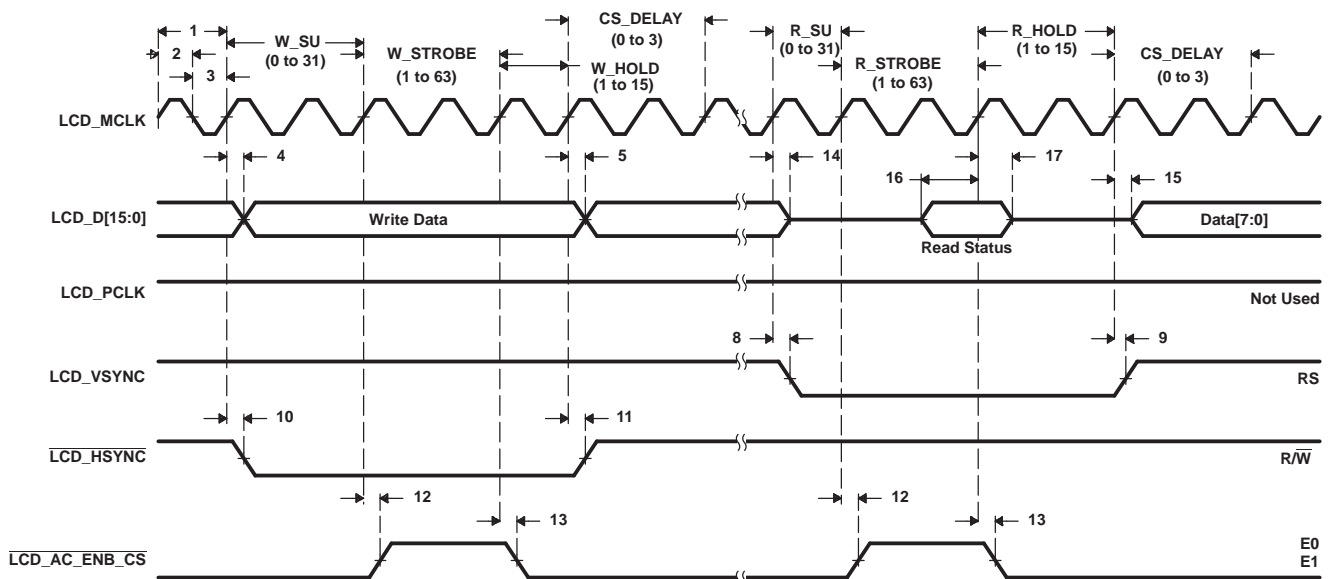 1
2
3
W_SU
(0 to 31)
W_STROBE
(1 to 63)
CS_DELAY
(0 to 3)
W_HOLD
(1 to 15)
R_SU
(0 to 31)
R_STROBE
(1 to 63)
R_HOLD
(1 to 15)
CS_DELAY
(0 to 3)
LCD_MCLK
4
5
14
17
16
15
LCD_D[15:0]
Write Data
Read Status
Data[7:0]
LCD_PCLK
Not Used
8
9
LCD_VSYNC
RS
10
11
LCD_HSYNC
R/W
12
13
12
13
LCD_AC_ENB_CS
E0
E1